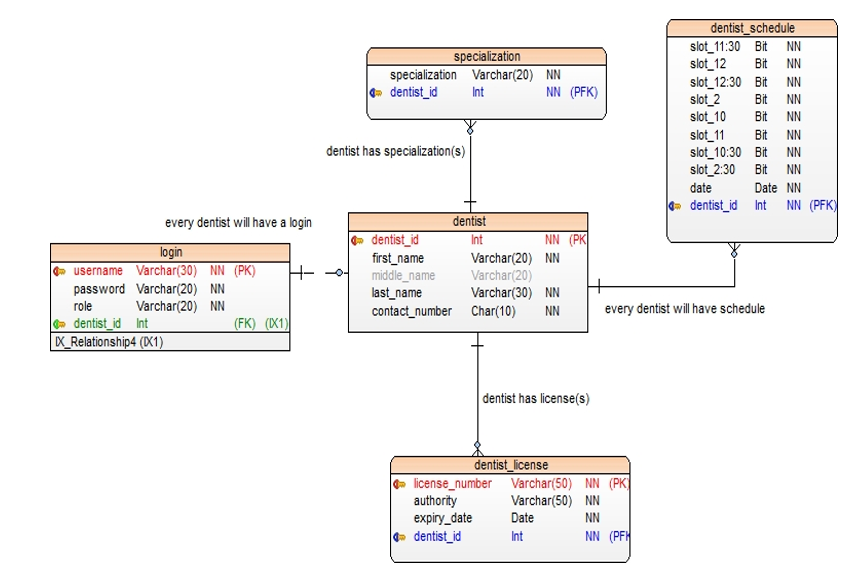 dentist_schedule
slot_11:30 Bit NN
slot_12 Bit NN
slot_12:30 Bit NN
slot_2 Bit NN
slot_10 Bit NN
slot_11 Bit NN
slot_10:30 Bit NN
slot_2:30 Bit NN
date Date NN
dentist_id Int NN (PFK)
specialization
specialization Varchar(20) NN
dentist_id Int NN (PFK)
dentist has specialization(s)
every dentist will have a login
dentist
dentist_id Int NN (PK
first_name Varchar(20) NN
middle_name Varchar(20)
last_name Varchar(30) NN
contact_number Char(10) NN
login
username Varchar(30) NN (PK)
password Varchar(20) NN
role Varchar(20) NN
dentist_id Int (FK) (IX1)
IX_Relationship4 (IX1)
every dentist will have schedule
dentist has license(s)
dentist_license
license_number Varchar(50) NN (PK)
authority Varchar(50) NN
expiry_date Date NN
dentist_id Int NN (PFK